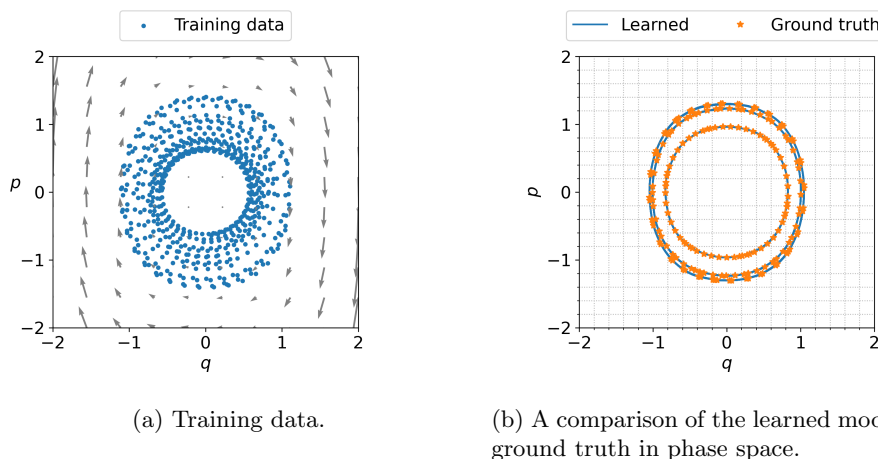 Training data
2
1
0
−1
−2
p
−2
−1
0
1
2
q
(a) Training data.
Learned
Ground truth
2
1
0
−1
−2
p
−2
−1
0
1
2
q
(b) A comparison of the learned
ground truth in phase space.